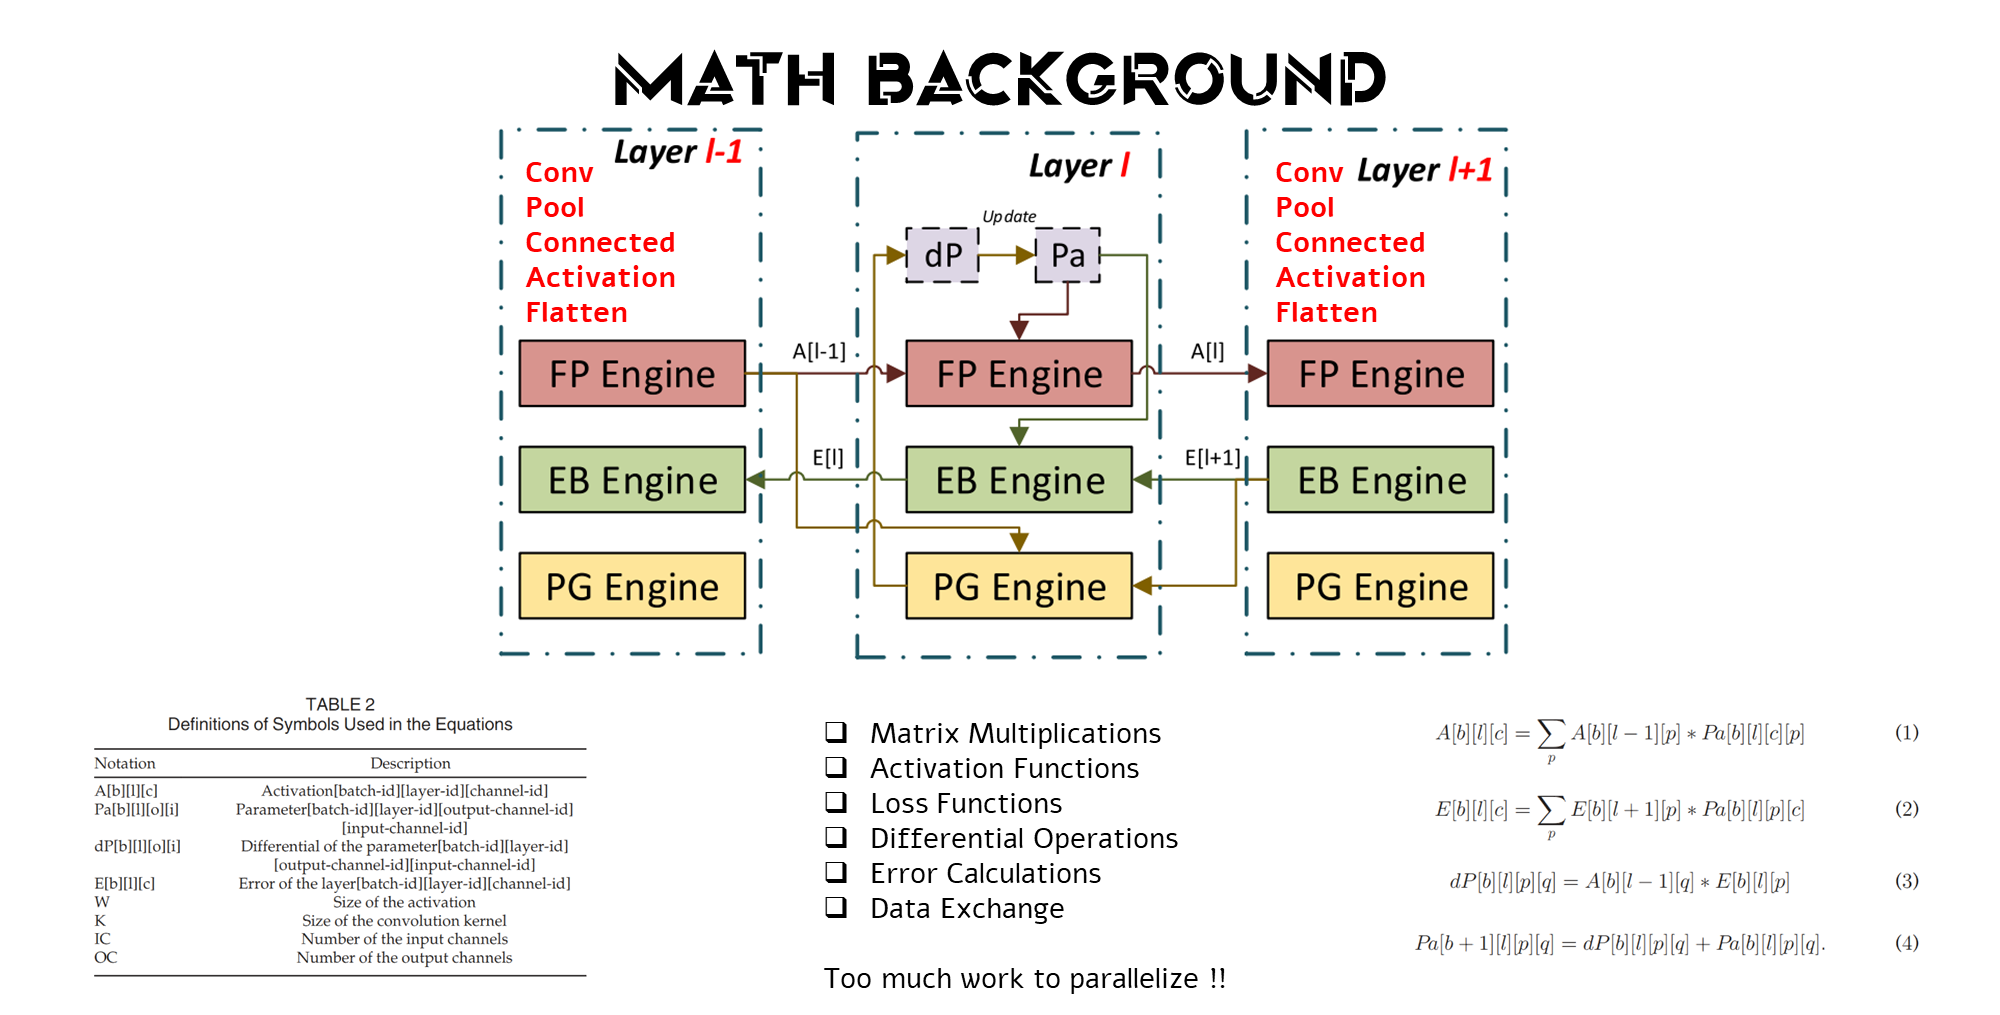 MATH BACKGROUND
Layer l-1
Conv
Pool
Connected
Activation
Flatten
FP Engine
EB Engine
PG Engine
A[l-1]
E[l]
Layer l
Update
dP
Pa
FP Engine
EB Engine
PG Engine
A[l]
E[l+1]
Conv Layer l+1
Pool
Connected
Activation
Flatten
FP Engine
EB Engine
PG Engine
TABLE 2
Definitions of Symbols Used in the Equations
Notation Description
A[b][l][c] Activation[batch-id][layer-id][channel-id]
Pa[b][l][o][i] Parameter[batch-id][layer-id][output-channel-id]
[input-channel-id]
dP[b][l][o][i] Differential of the parameter[batch-id][layer-id]
[output-channel-id][input-channel-id]
E[b][l][c] Error of the layer[batch-id][layer-id][channel-id]
W Size of the activation
K Size of the convolution kernel
IC Number of the input channels
OC Number of the output channels
❑ Matrix Multiplications
❑ Activation Functions
❑ Loss Functions
❑ Differential Operations
❑ Error Calculations
❑ Data Exchange
Too much work to parallelize !!
A[b][l][c] = ∑ A[b][l − 1][p] ∗ Pa[b][l][c][p] (1)
p
E[b][l][c] = ∑ E[b][l + 1][p] ∗ Pa[b][l][p][c] (2)
p
dP[b][l][p][q] = A[b][l − 1][q] ∗ E[b][l][p] (3)
Pa[b + 1][l][p][q] = dP[b][l][p][q] + Pa[b][l][p][q]. (4)